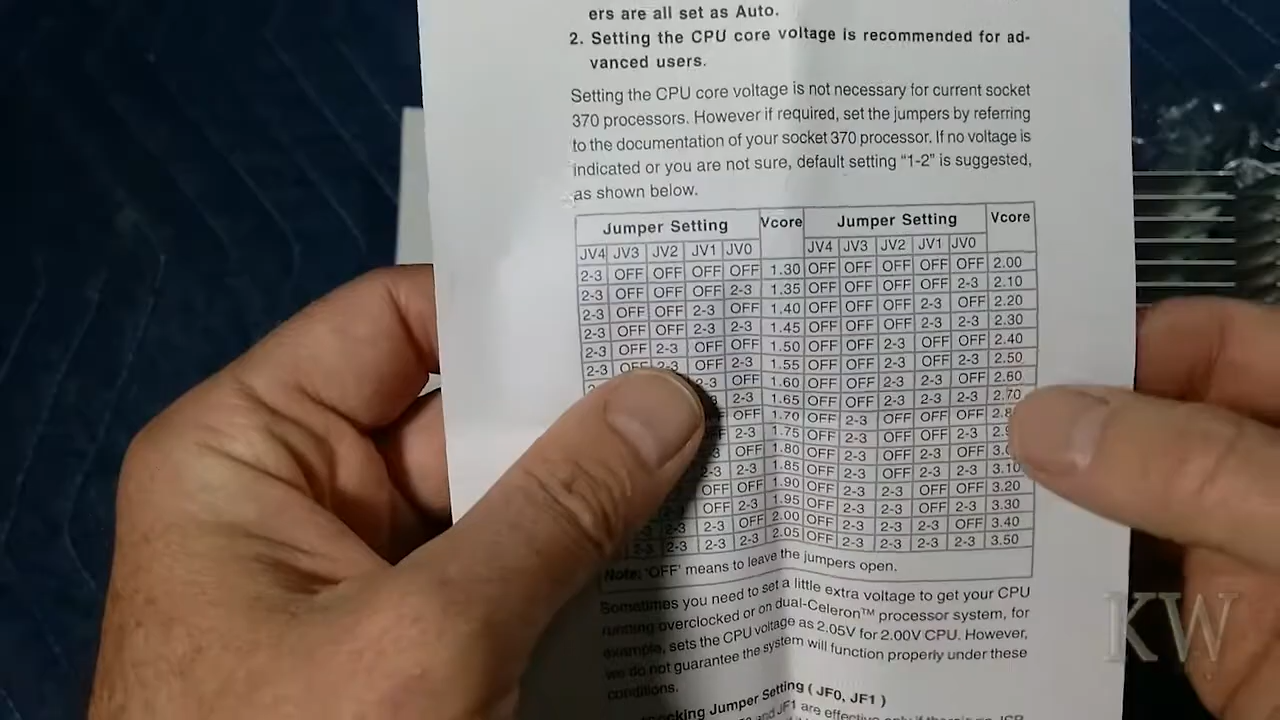 ers are all set as Auto.
2. Setting the CPU core voltage is recommended for ad-
vanced users.
Setting the CPU core voltage is not necessary for current socket
370 processors. However if required, set the jumpers by referring
to the documentation of your socket 370 processor. If no voltage is
indicated or you are not sure, default setting “1-2” is suggested,
as shown below.
Jumper Setting Vcore Jumper Setting Vcore
JV4 JV3 JV2 JV1 JV0 JV4 JV3 JV2 JV1 JV0
2-3 OFF OFF OFF OFF 1.30 OFF OFF OFF OFF OFF 2.00
2-3 OFF OFF OFF 2-3 1.35 OFF OFF OFF OFF 2-3 2.10
2-3 OFF OFF 2-3 OFF 1.40 OFF OFF OFF 2-3 OFF 2.20
2-3 OFF OFF 2-3 2-3 1.45 OFF OFF OFF 2-3 2-3 2.30
2-3 OFF 2-3 OFF OFF 1.50 OFF OFF 2-3 OFF OFF 2.40
2-3 OFF 2-3 OFF 2-3 1.55 OFF OFF 2-3 OFF 2-3 2.50
2-3 OFF 1.60 OFF OFF 2-3 2-3 OFF 2.60
2-3 1.65 OFF OFF 2-3 2-3 2-3 2.70
OFF 1.70 OFF 2-3 OFF OFF OFF
2-3 1.75 OFF 2-3 OFF OFF 2-3
OFF 1.80 OFF 2-3 OFF 2-3 OFF
2-3 2-3 1.85 OFF 2-3 OFF 2-3 2-3 3.10
OFF OFF 1.90 OFF 2-3 2-3 OFF OFF 3.20
OFF 2-3 1.95 OFF 2-3 2-3 OFF 2-3 3.30
2-3 2-3 OFF 2.00 OFF 2-3 2-3 2-3 OFF 3.40
2-3 2-3 2-3 2-3 2.05 OFF 2-3 2-3 2-3 2-3 3.50
Note: 'OFF' means to leave the jumpers open.
Sometimes you need to set a little extra voltage to get your CPU
running overclocked or on dual-Celeron™ processor system, for
example, sets the CPU voltage as 2.05V for 2.00V CPU. However,
we do not guarantee the system will function properly under these
conditions.
Jumper Setting ( JF0, JF1 )
and JF1 are effective only if
KW